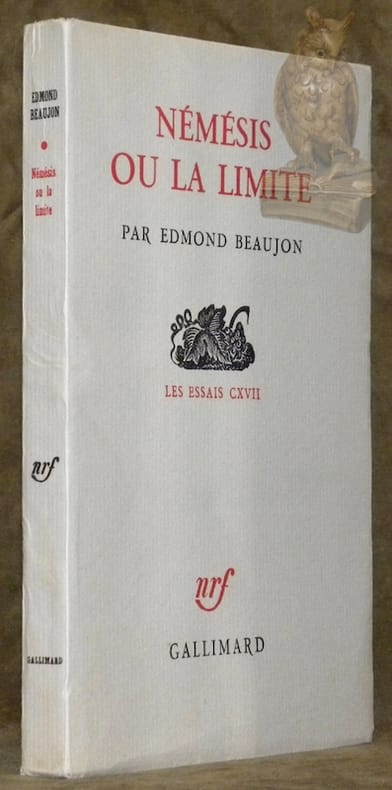 EDMOND
BEAUJON
Némésis
ou la
limite
nrf
GALLIMARD
NÉMÉSIS
OU LA LIMITE
PAR EDMOND BEAUJON
LES ESSAIS CXVII
nrf
GALLIMARD